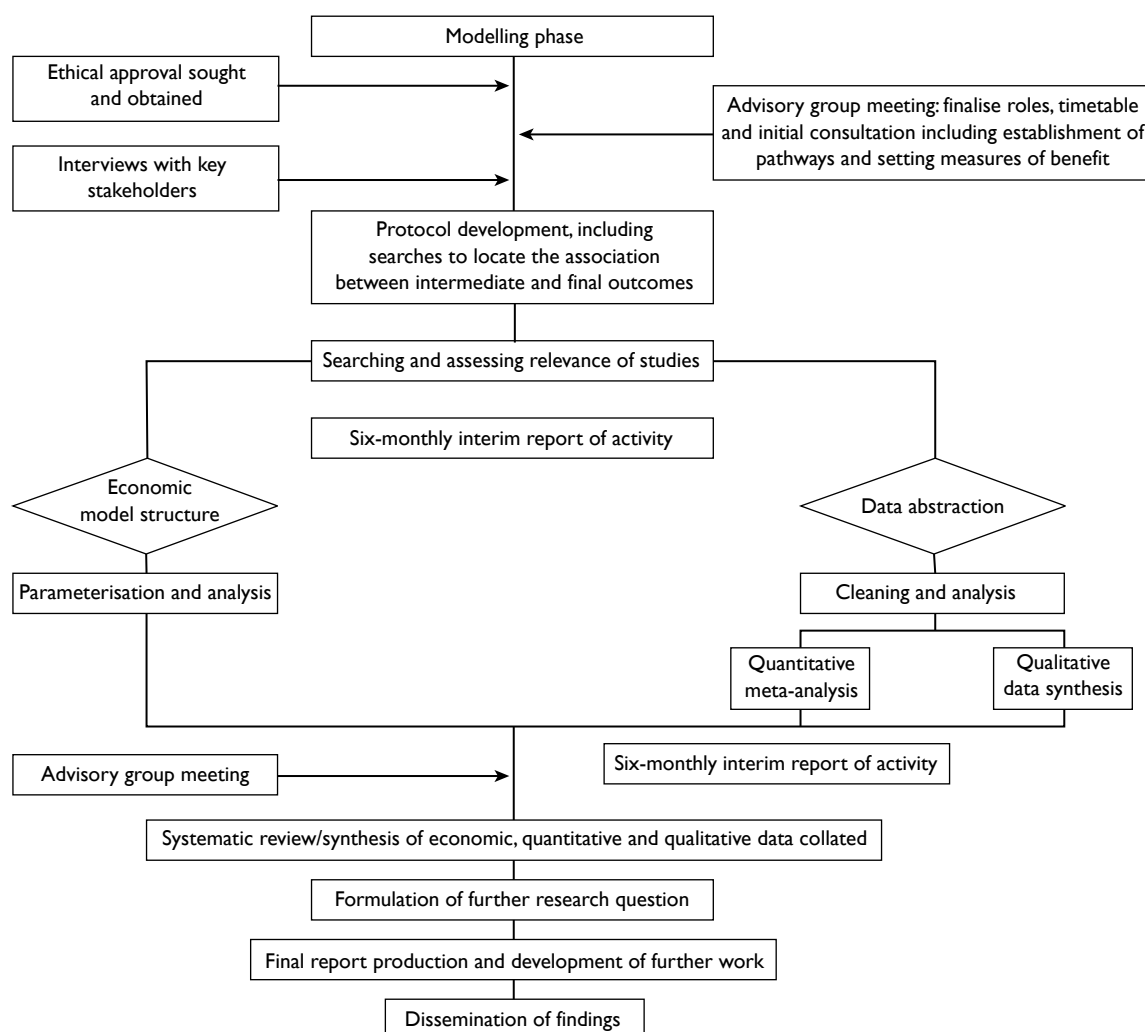 Modelling phase
Ethical approval sought
and obtained
Advisory group meeting: finalise roles, timetable
and initial consultation including establishment of
pathways and setting measures of benefit
Interviews with key
stakeholders
Protocol development, including
searches to locate the association
between intermediate and final outcomes
Searching and assessing relevance of studies
Six-monthly interim report of activity
Economic
model structure
Data abstraction
Parameterisation and analysis
Cleaning and analysis
Quantitative
meta-analysis
Qualitative
data synthesis
Six-monthly interim report of activity
Advisory group meeting
Systematic review/synthesis of economic, quantitative and qualitative data collated
Formulation of further research question
Final report production and development of further work
Dissemination of findings